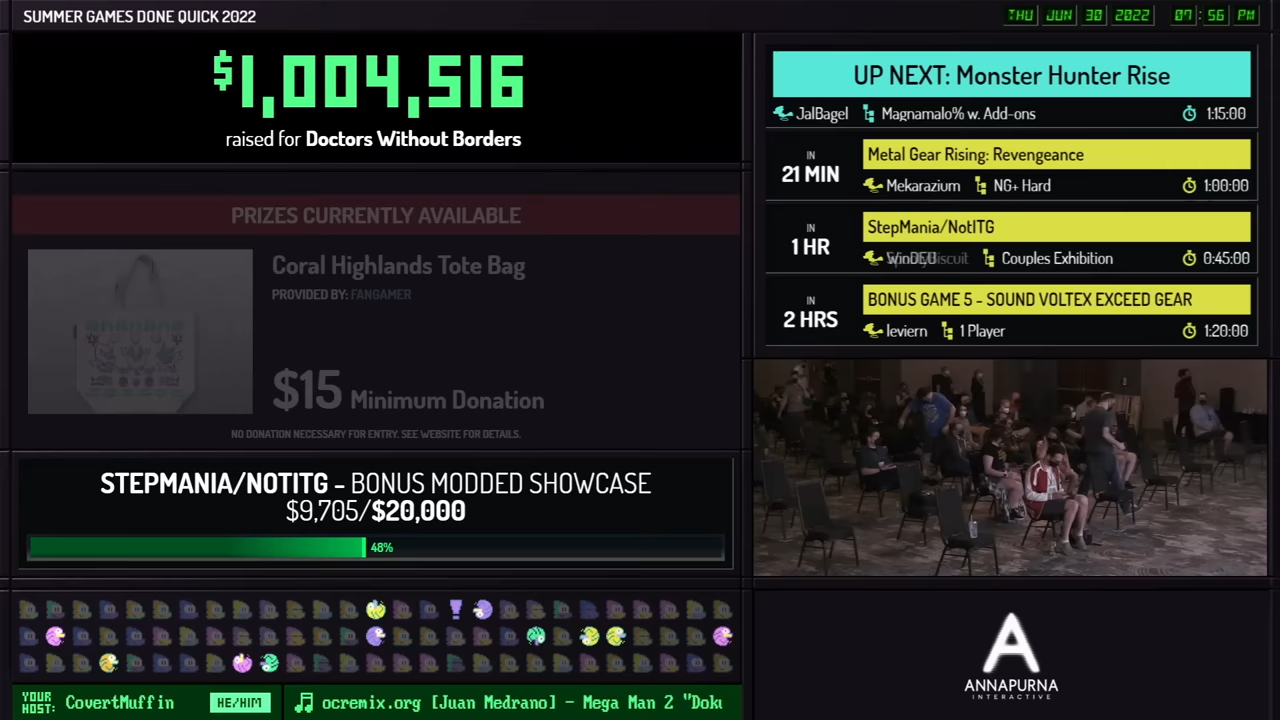 SUMMER GAMES DONE QUICK 2022
THU JUN 30 2022 07:56 PM
$1,004,516
raised for Doctors Without Borders
PRIZES CURRENTLY AVAILABLE
Coral Highlands Tote Bag
PROVIDED BY: FANGAMER
$15 Minimum Donation
NO DONATION NECESSARY FOR ENTRY. SEE WEBSITE FOR DETAILS.
STEPMANIA/NOTITG - BONUS MODDED SHOWCASE
$9,705/$20,000
48%
YOUR HOST: CovertMuffin HE/HIM
ocremix.org [Juan Medrano] - Mega Man 2 "Doku
UP NEXT: Monster Hunter Rise
JalBagel Magnamalo% w. Add-ons 1:15:00
IN 21 MIN
Metal Gear Rising: Revengeance
Mekarazium NG+ Hard 1:00:00
IN 1 HR
StepMania/NotITG
Couples Exhibition 0:45:00
IN 2 HRS
BONUS GAME 5 - SOUND VOLTEX EXCEED GEAR
leviern 1 Player 1:20:00
A
ANNAPURNA
INTERACTIVE